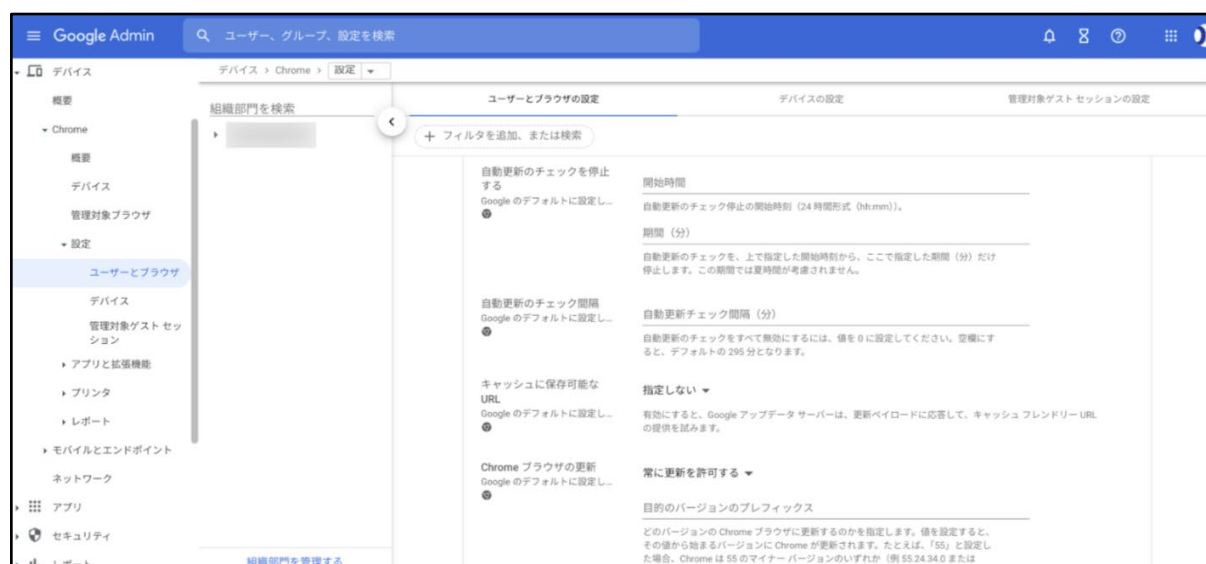 Google Admin
ユーザー、グループ、設定を検索
デバイス
概要
Chrome
概要
デバイス
管理対象ブラウザ
設定
ユーザーとブラウザ
デバイス
管理対象ゲスト セッ
ション
アプリと拡張機能
プリンタ
レポート
モバイルとエンドポイント
ネットワーク
アプリ
セキュリティ
レポート
デバイス > Chrome > 設定
組織部門を検索
組織部門を管理する
ユーザーとブラウザの設定
デバイスの設定
管理対象ゲスト セッションの設定
+ フィルタを追加、または検索
自動更新のチェックを停止
する
Google のデフォルトに設定し...
開始時間
自動更新のチェック停止の開始時刻（24 時間形式（hh:mm））。
期間（分）
自動更新のチェックを、上で指定した開始時刻から、ここで指定した期間（分）だけ
停止します。この期間では夏時間が考慮されません。
自動更新のチェック間隔
Google のデフォルトに設定し...
自動更新チェック間隔（分）
自動更新のチェックをすべて無効にするには、値を 0 に設定してください。空欄にす
ると、デフォルトの 295 分となります。
キャッシュに保存可能な
URL
Google のデフォルトに設定し...
指定しない
有効にすると、Google アップデータ サーバーは、更新ペイロードに応答して、キャッシュ フレンドリー URL
の提供を試みます。
Chrome ブラウザの更新
Google のデフォルトに設定し...
常に更新を許可する
目的のバージョンのプレフィックス
どのバージョンの Chrome ブラウザに更新するのかを指定します。値を設定すると、
その値から始まるバージョンに Chrome が更新されます。たとえば、「55」と設定し
た場合、Chrome は 55 のマイナー バージョンのいずれか（例 55.24.34.0 または